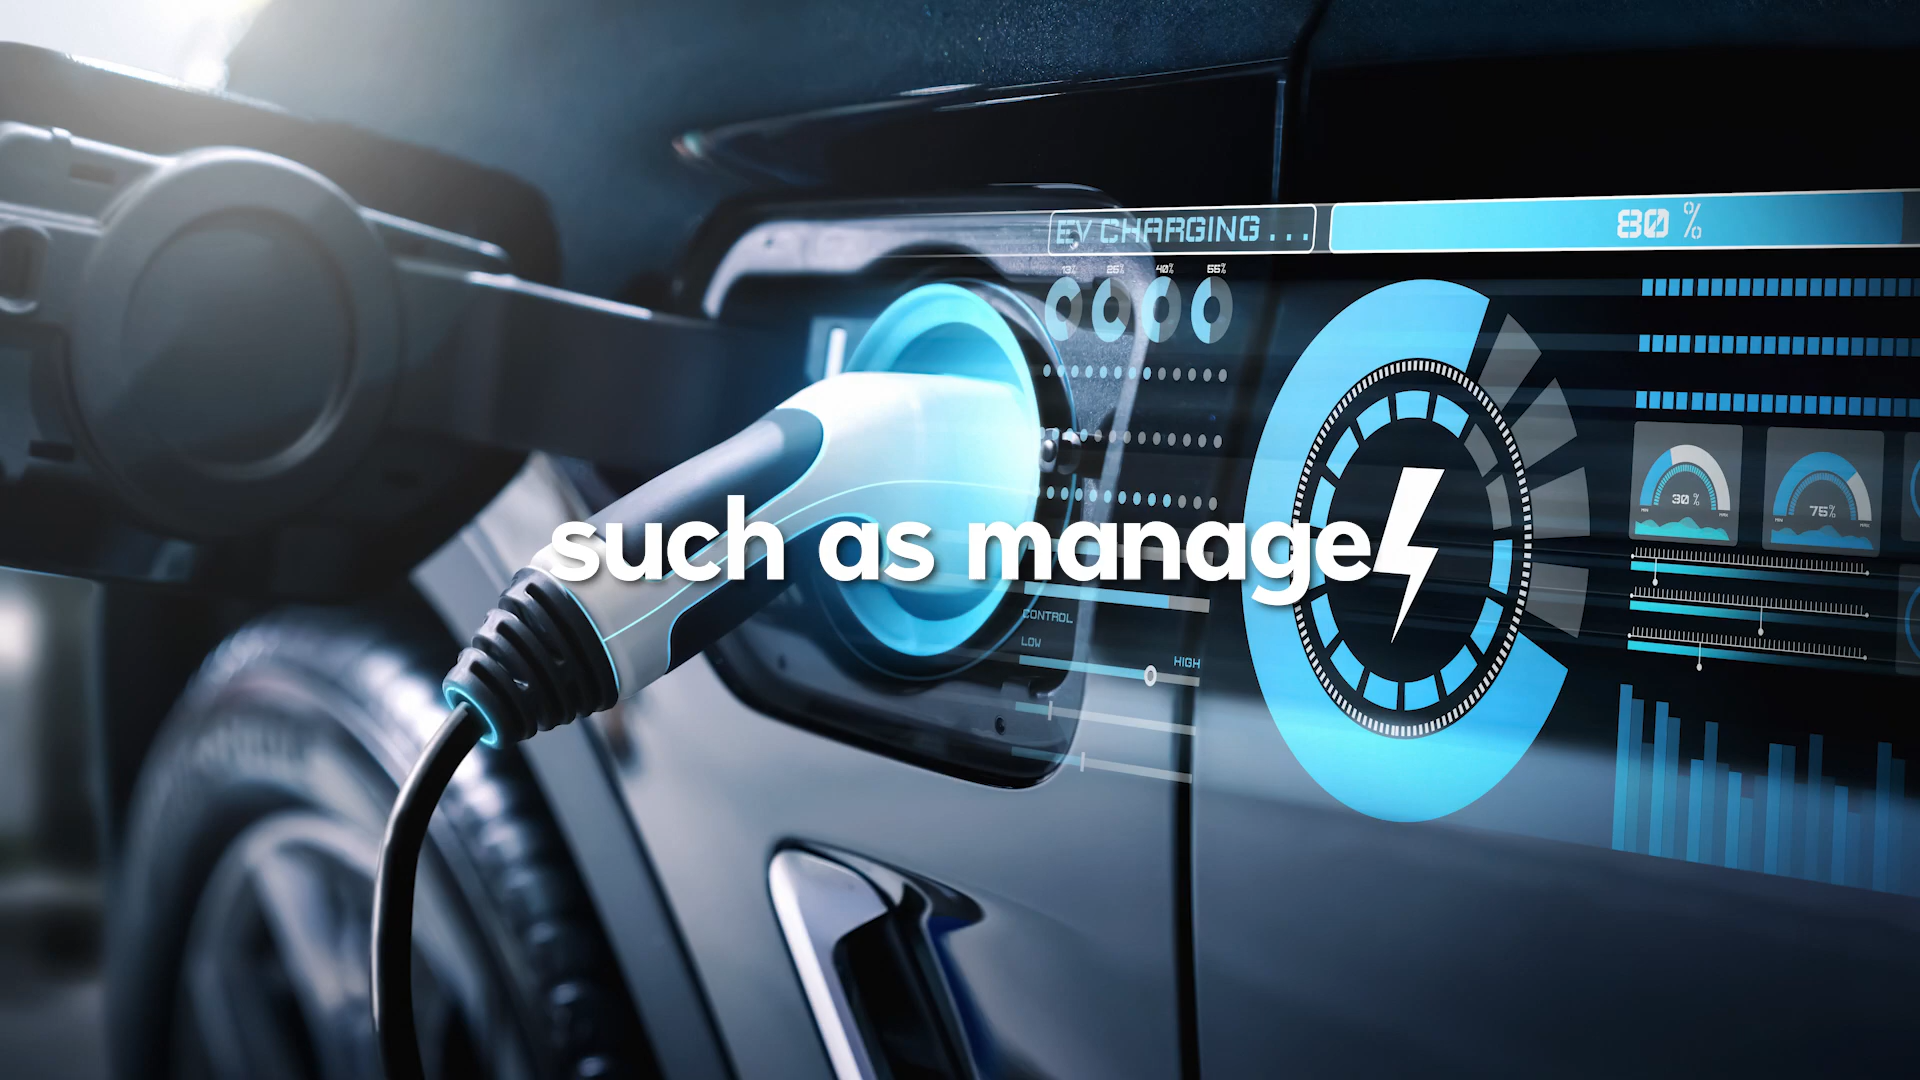 EV CHARGING...
80 %
13% 25% 40% 55%
30 %
75%
such as manage
CONTROL
LOW
HIGH